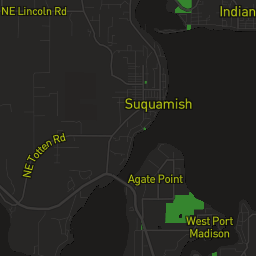 NE Lincoln Rd
Indian
Suquamish
NE Totten Rd
Agate Point
West Port
Madison